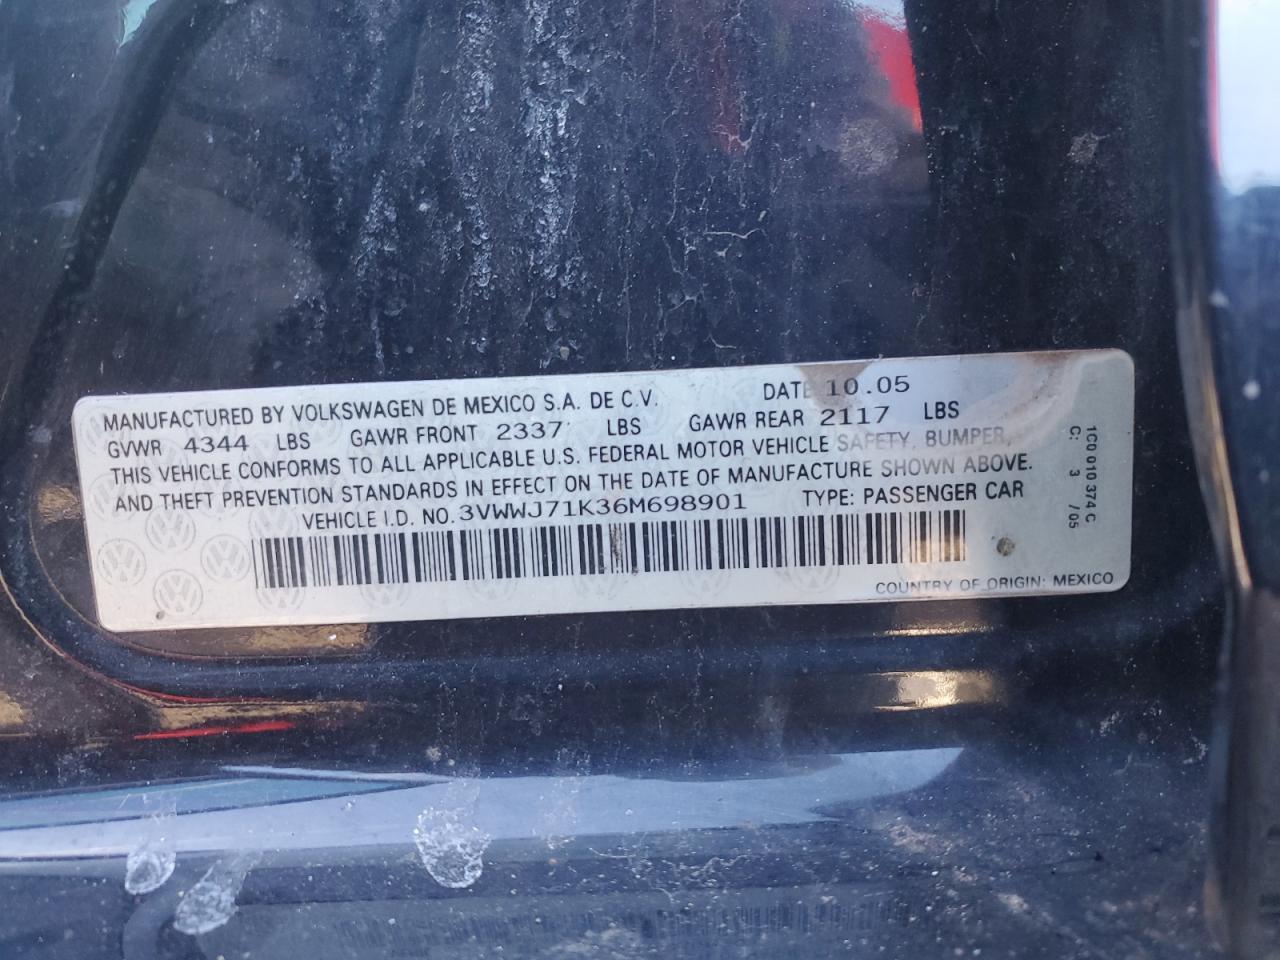 MANUFACTURED BY VOLKSWAGEN DE MEXICO S.A. DE C.V. DATE 10.05
GVWR 4344 LBS GAWR FRONT 2337 LBS GAWR REAR 2117 LBS
THIS VEHICLE CONFORMS TO ALL APPLICABLE U.S. FEDERAL MOTOR VEHICLE SAFETY, BUMPER,
AND THEFT PREVENTION STANDARDS IN EFFECT ON THE DATE OF MANUFACTURE SHOWN ABOVE.
VEHICLE I.D. NO. 3VWWJ71K36M698901 TYPE: PASSENGER CAR
COUNTRY OF ORIGIN: MEXICO
1C0 010 374 C
C: 3 /05